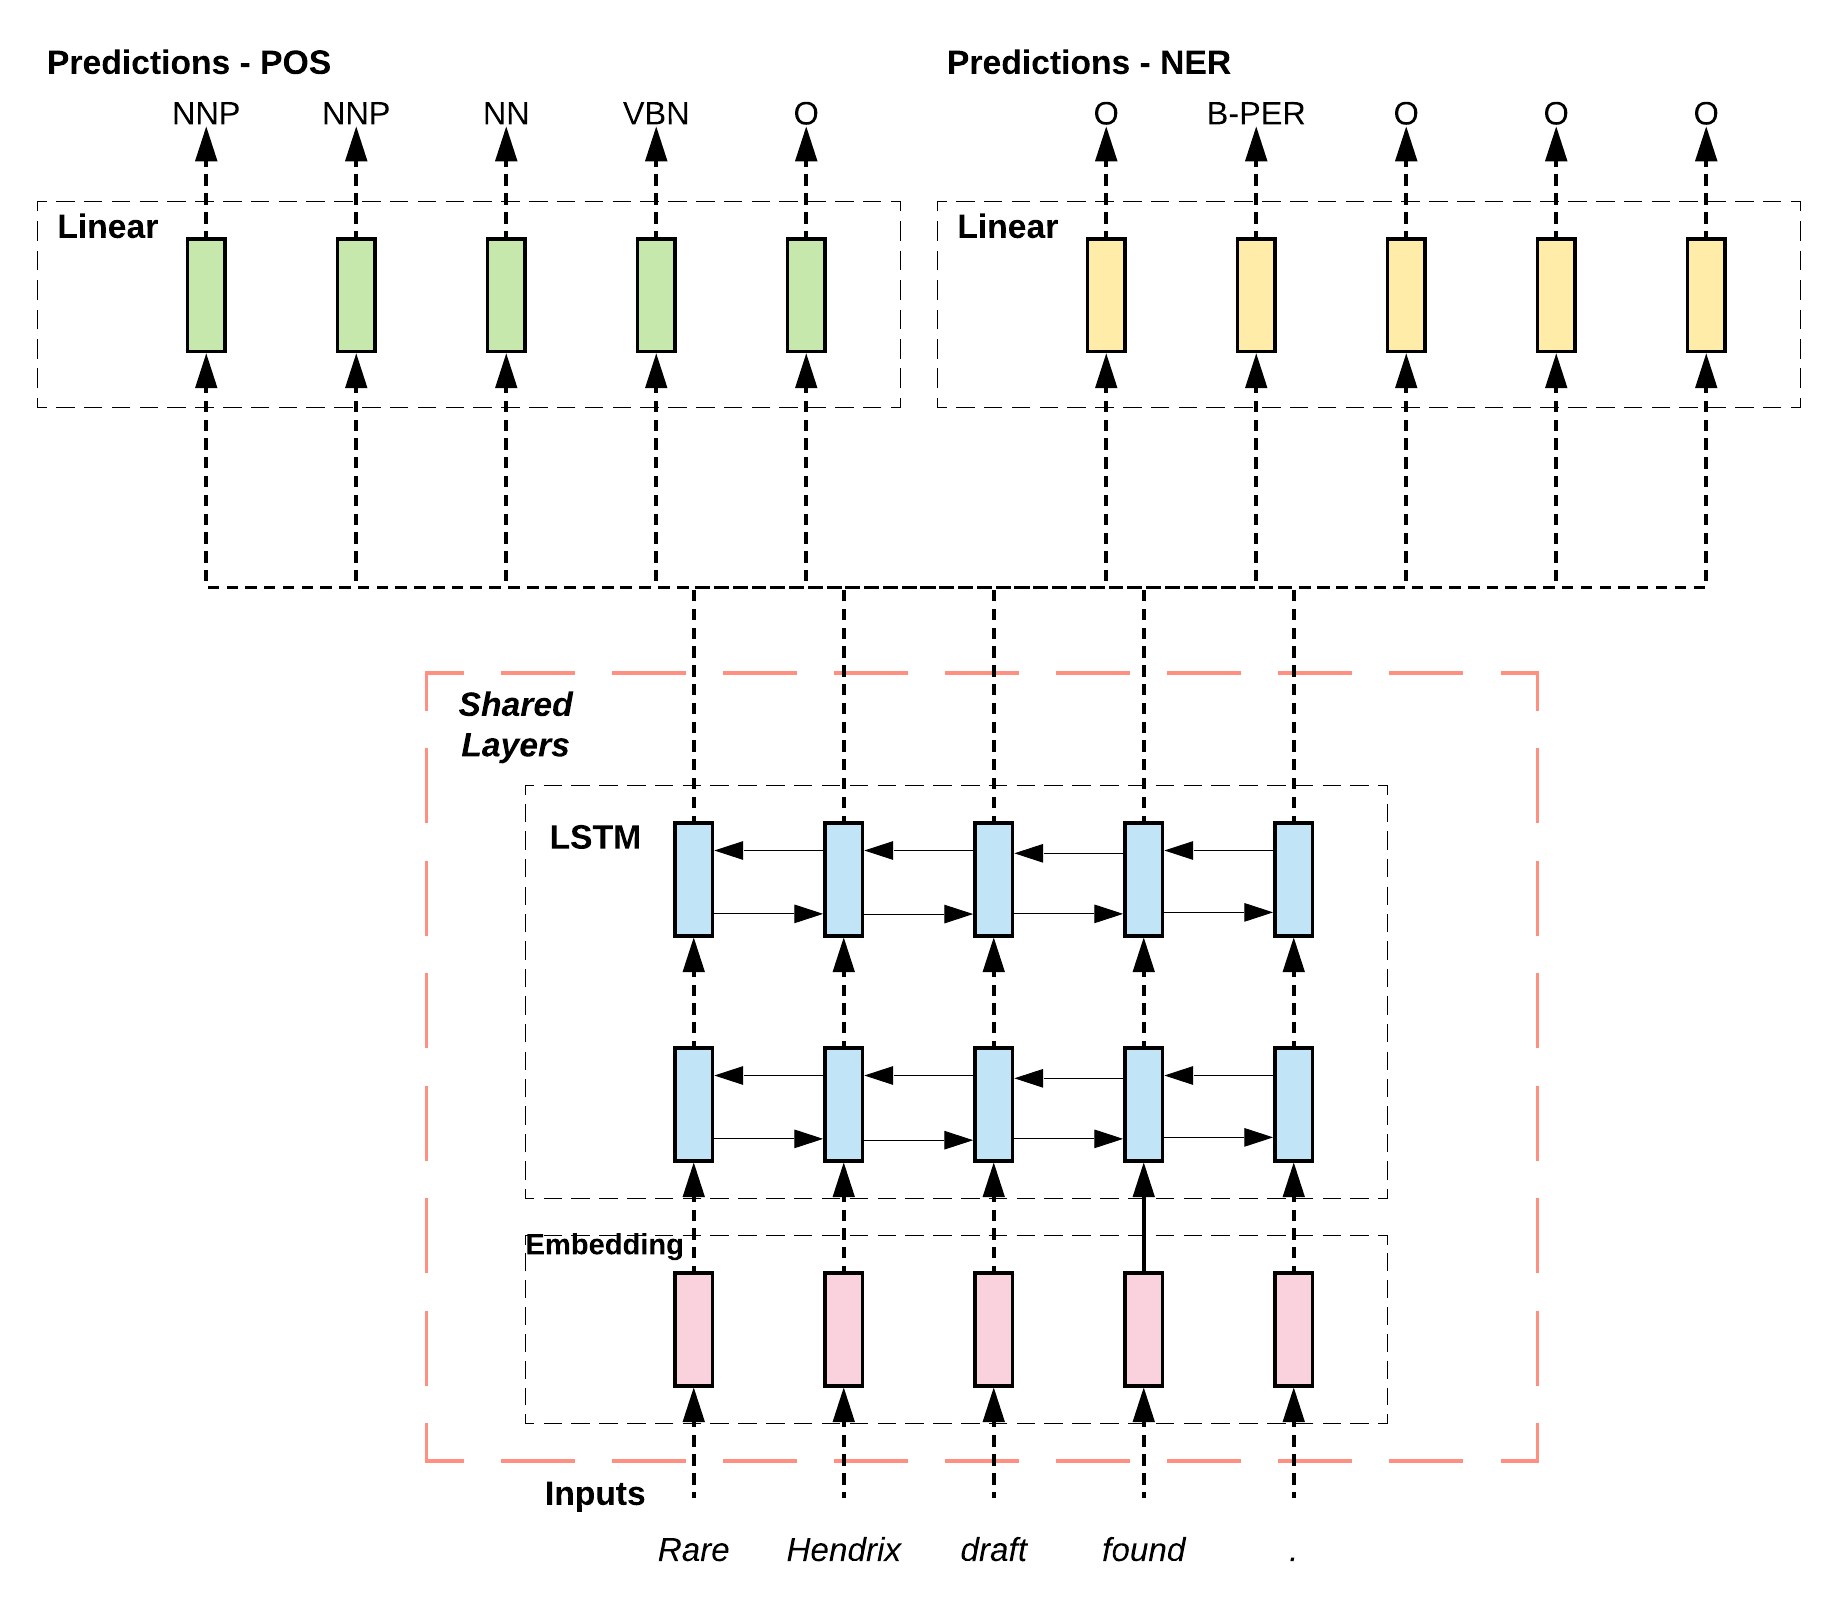 Predictions - POS
NNP NNP NN VBN O
Linear
Predictions - NER
O B-PER O O O
Linear
Shared
Layers
LSTM
Embedding
Inputs
Rare Hendrix draft found .